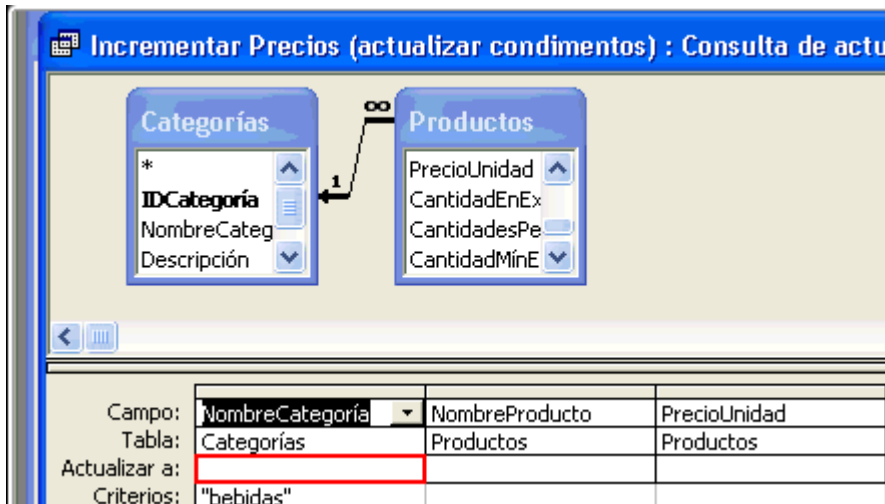 Incrementar Precios (actualizar condimentos) : Consulta de actu
Categorías
*
IDCategoría
NombreCateg
Descripción
1
∞
Productos
PrecioUnidad
CantidadEnEx
CantidadesPe
CantidadMínE
Campo: NombreCategoría NombreProducto PrecioUnidad
Tabla: Categorías Productos Productos
Actualizar a:
Criterios: "bebidas"